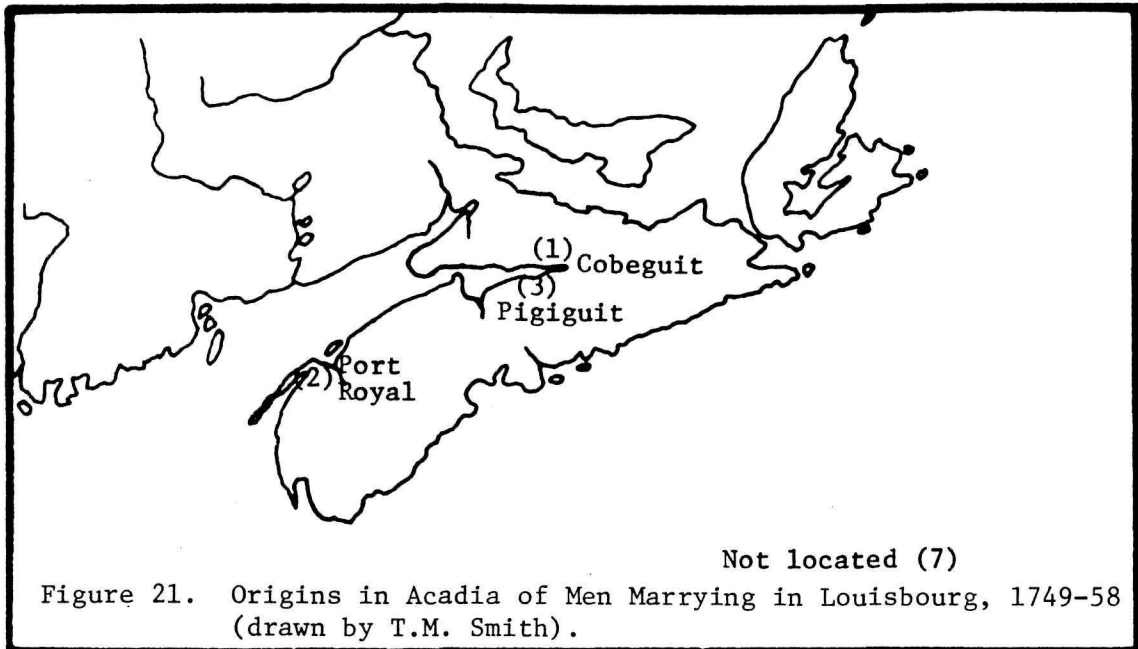 (1) Cobeguit
(3)
Pigiguit
Port
(2) Royal
Not located (7)
Figure 21. Origins in Acadia of Men Marrying in Louisbourg, 1749-58
(drawn by T.M. Smith).